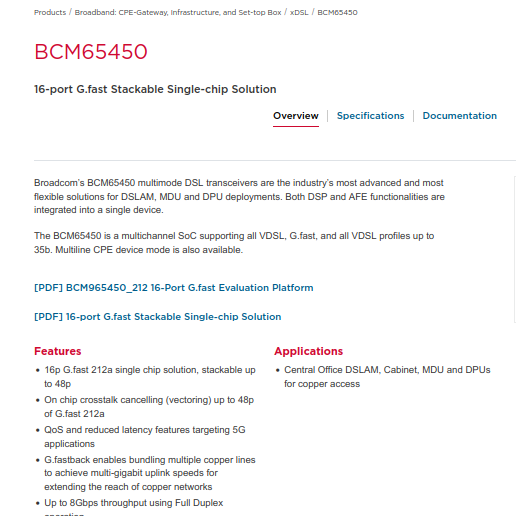 Products / Broadband: CPE-Gateway, Infrastructure, and Set-top Box / xDSL / BCM65450
BCM65450
16-port G.fast Stackable Single-chip Solution
Overview | Specifications | Documentation
Broadcom's BCM65450 multimode DSL transceivers are the industry's most advanced and most
flexible solutions for DSLAM, MDU and DPU deployments. Both DSP and AFE functionalities are
integrated into a single device.
The BCM65450 is a multichannel SoC supporting all VDSL, G.fast, and all VDSL profiles up to
35b. Multiline CPE device mode is also available.
[PDF] BCM965450_212 16-Port G.fast Evaluation Platform
[PDF] 16-port G.fast Stackable Single-chip Solution
Features
• 16p G.fast 212a single chip solution, stackable up
to 48p
• On chip crosstalk cancelling (vectoring) up to 48p
of G.fast 212a
• QoS and reduced latency features targeting 5G
applications
• G.fastback enables bundling multiple copper lines
to achieve multi-gigabit uplink speeds for
extending the reach of copper networks
• Up to 8Gbps throughput using Full Duplex
Applications
• Central Office DSLAM, Cabinet, MDU and DPUs
for copper access